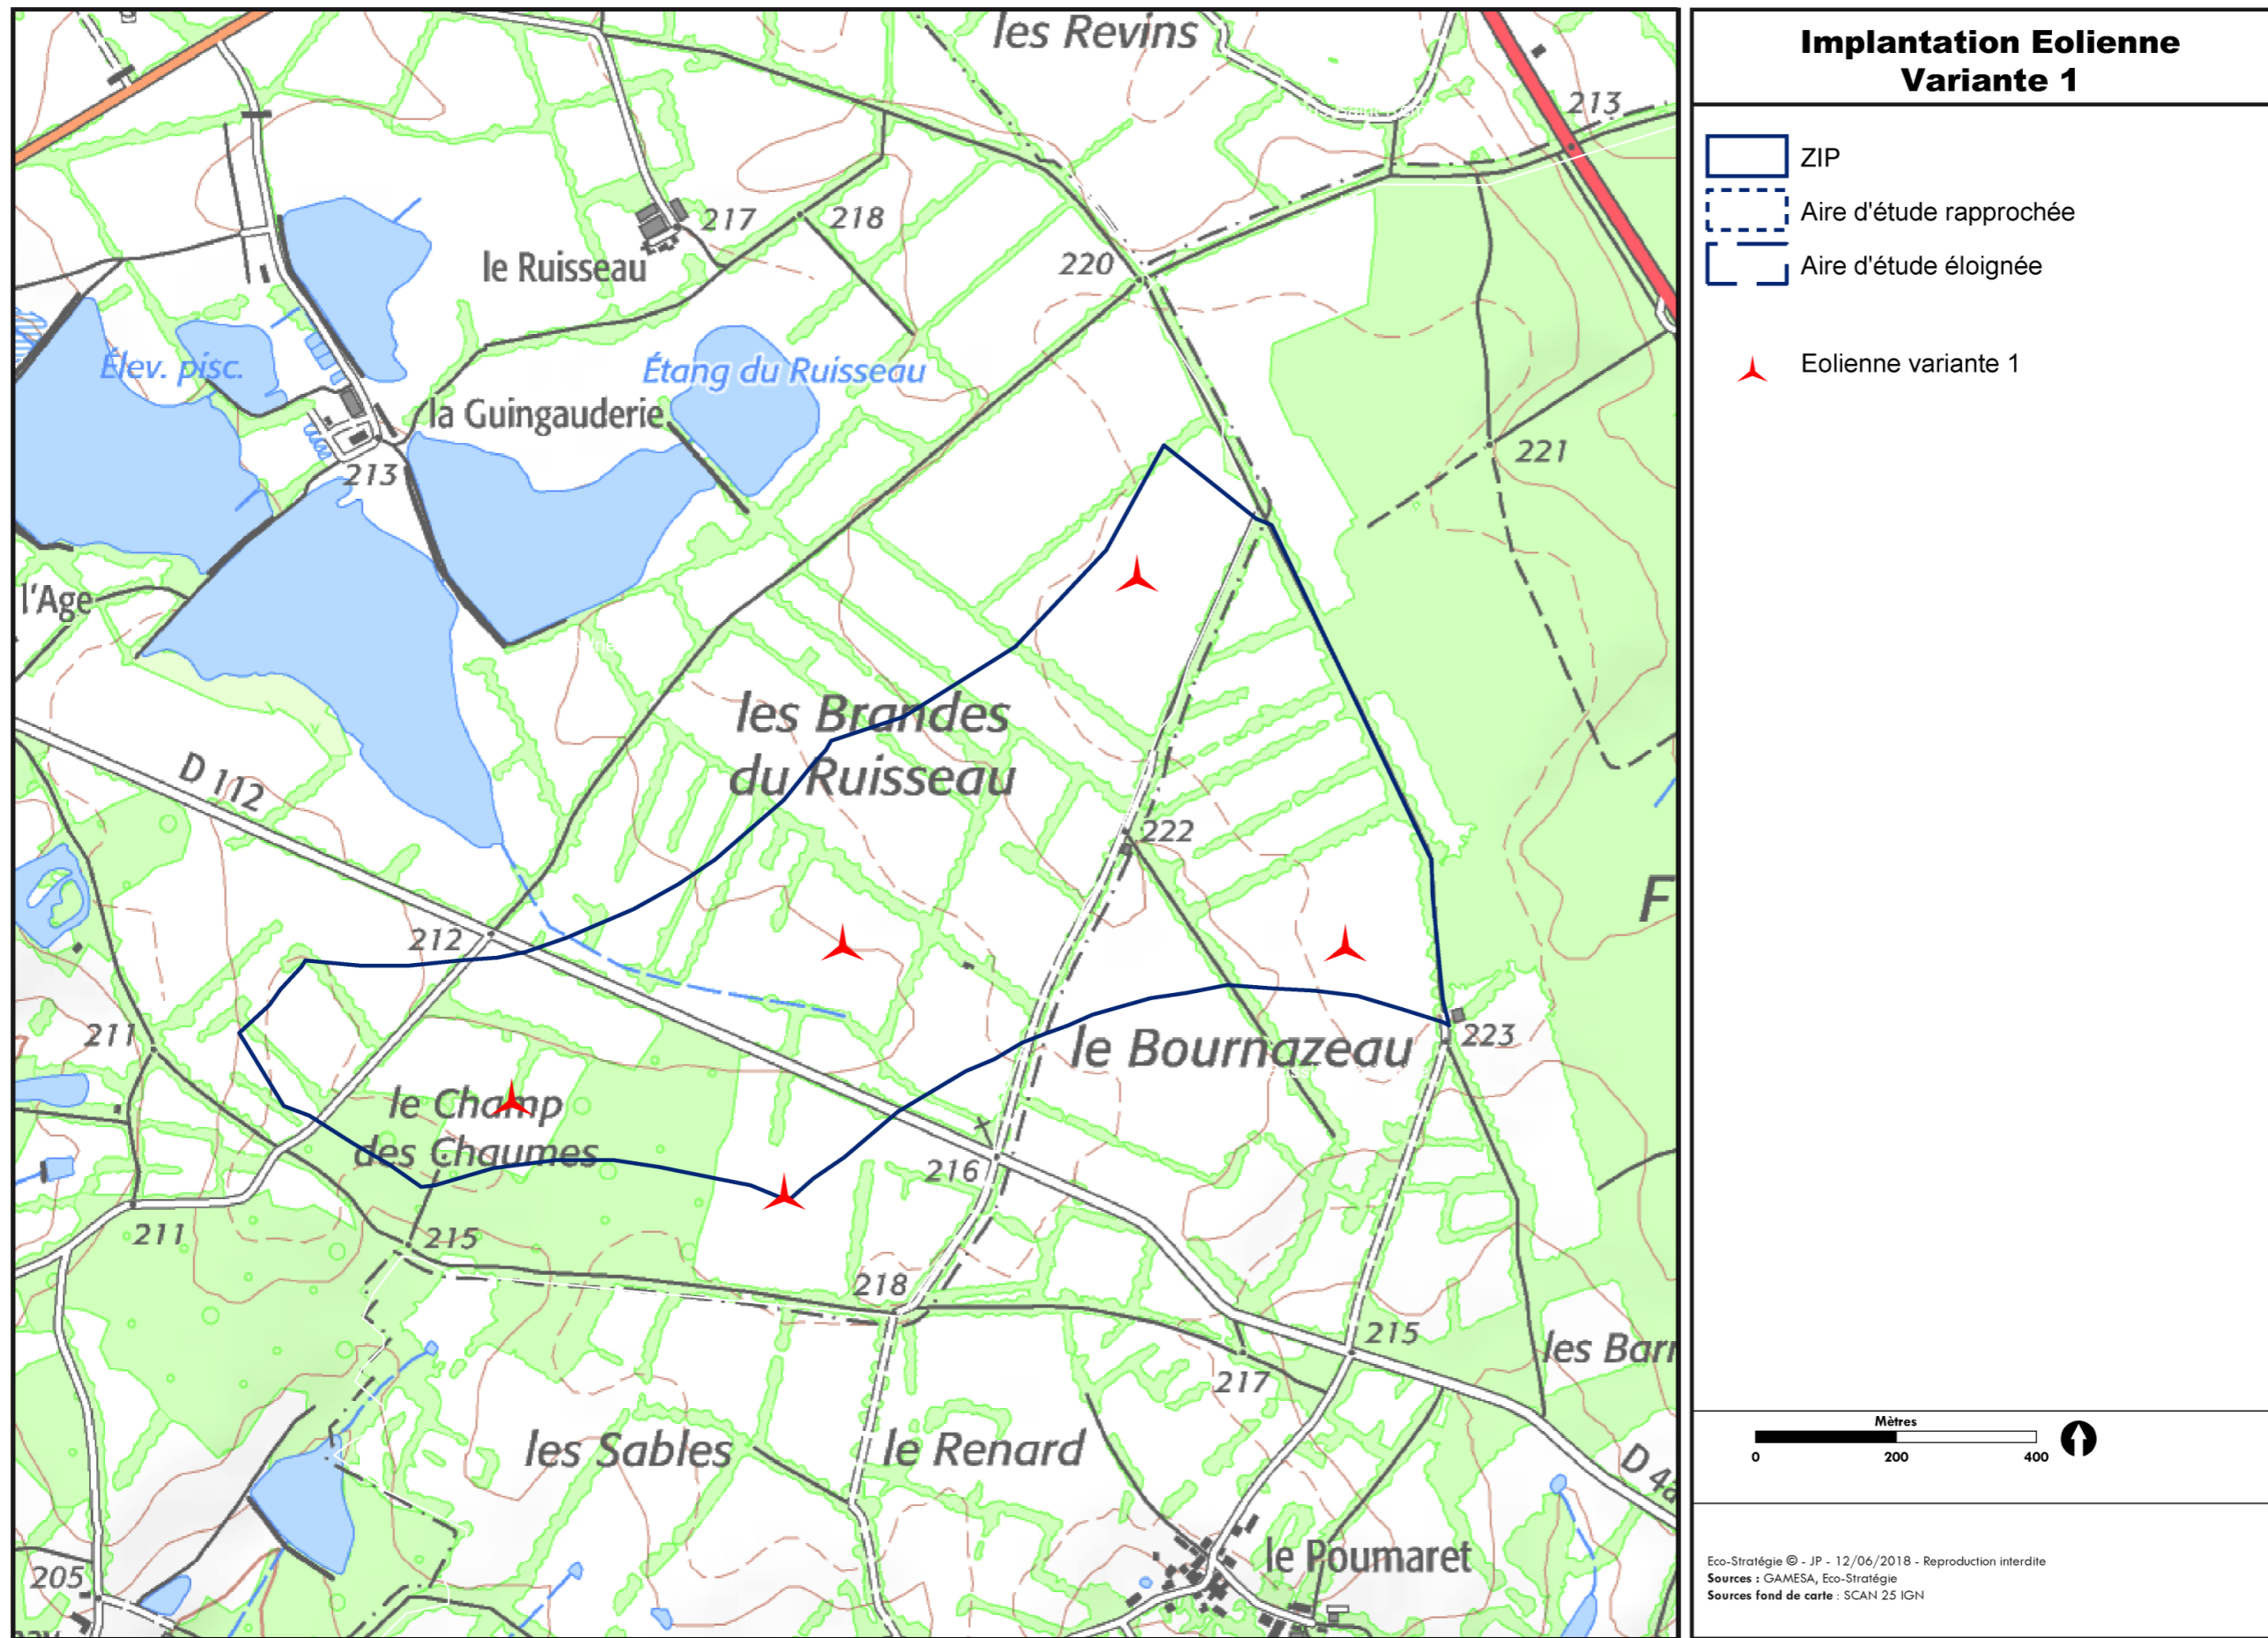 les Revins
213
217
218
le Ruisseau
220
Élev. pisc.
Étang du Ruisseau
la Guingauderie
213
221
l'Age
les Brandes
du Ruisseau
D 112
222
F
212
211
le Bournazeau
223
le Champ
des Chaumes
216
211
215
218
215
les Barr
217
les Sables
le Renard
D 4a
le Poumaret
205
Implantation Eolienne
Variante 1
ZIP
Aire d'étude rapprochée
Aire d'étude éloignée
Eolienne variante 1
Mètres
0 200 400
Eco-Stratégie © - JP - 12/06/2018 - Reproduction interdite
Sources : GAMESA, Eco-Stratégie
Sources fond de carte : SCAN 25 IGN